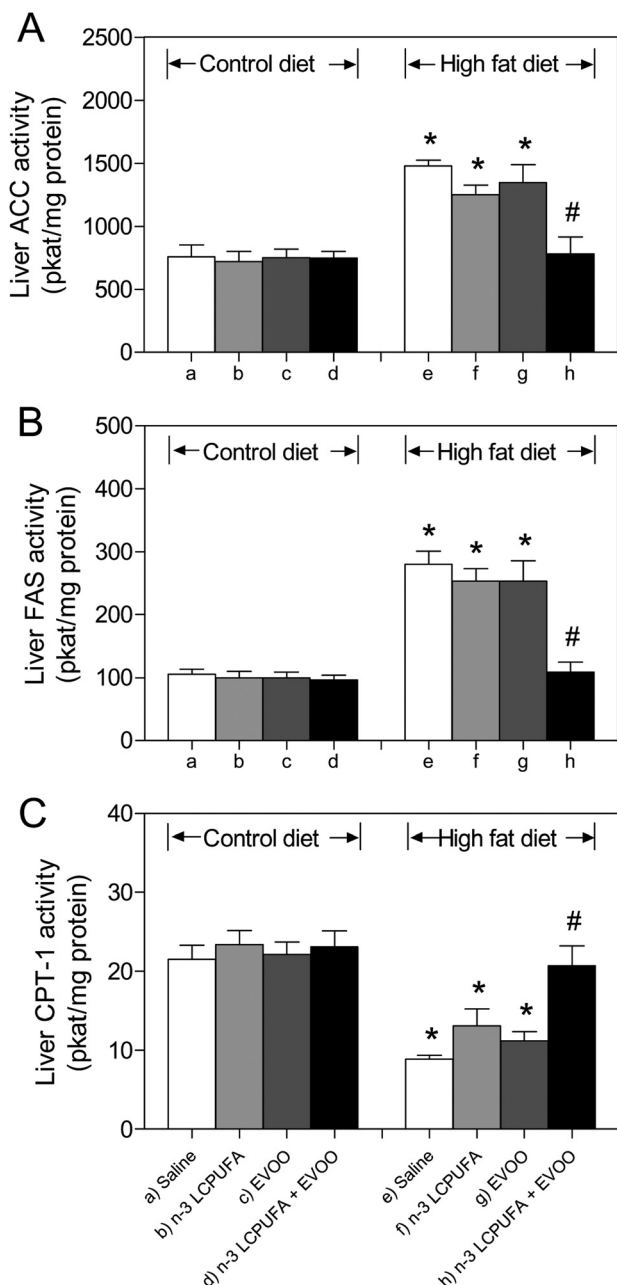 A
Liver ACC activity
(pkat/mg protein)
2500
2000
1500
1000
500
0
Control diet
High fat diet
* * * #
a b c d e f g h
B
Liver FAS activity
(pkat/mg protein)
500
400
300
200
100
0
Control diet
High fat diet
* * * #
a b c d e f g h
C
Liver CPT-1 activity
(pkat/mg protein)
40
30
20
10
0
Control diet
High fat diet
* * * #
a) Saline
b) n-3 LCPUFA
c) EVOO
d) n-3 LCPUFA + EVOO
e) Saline
f) n-3 LCPUFA
g) EVOO
h) n-3 LCPUFA + EVOO